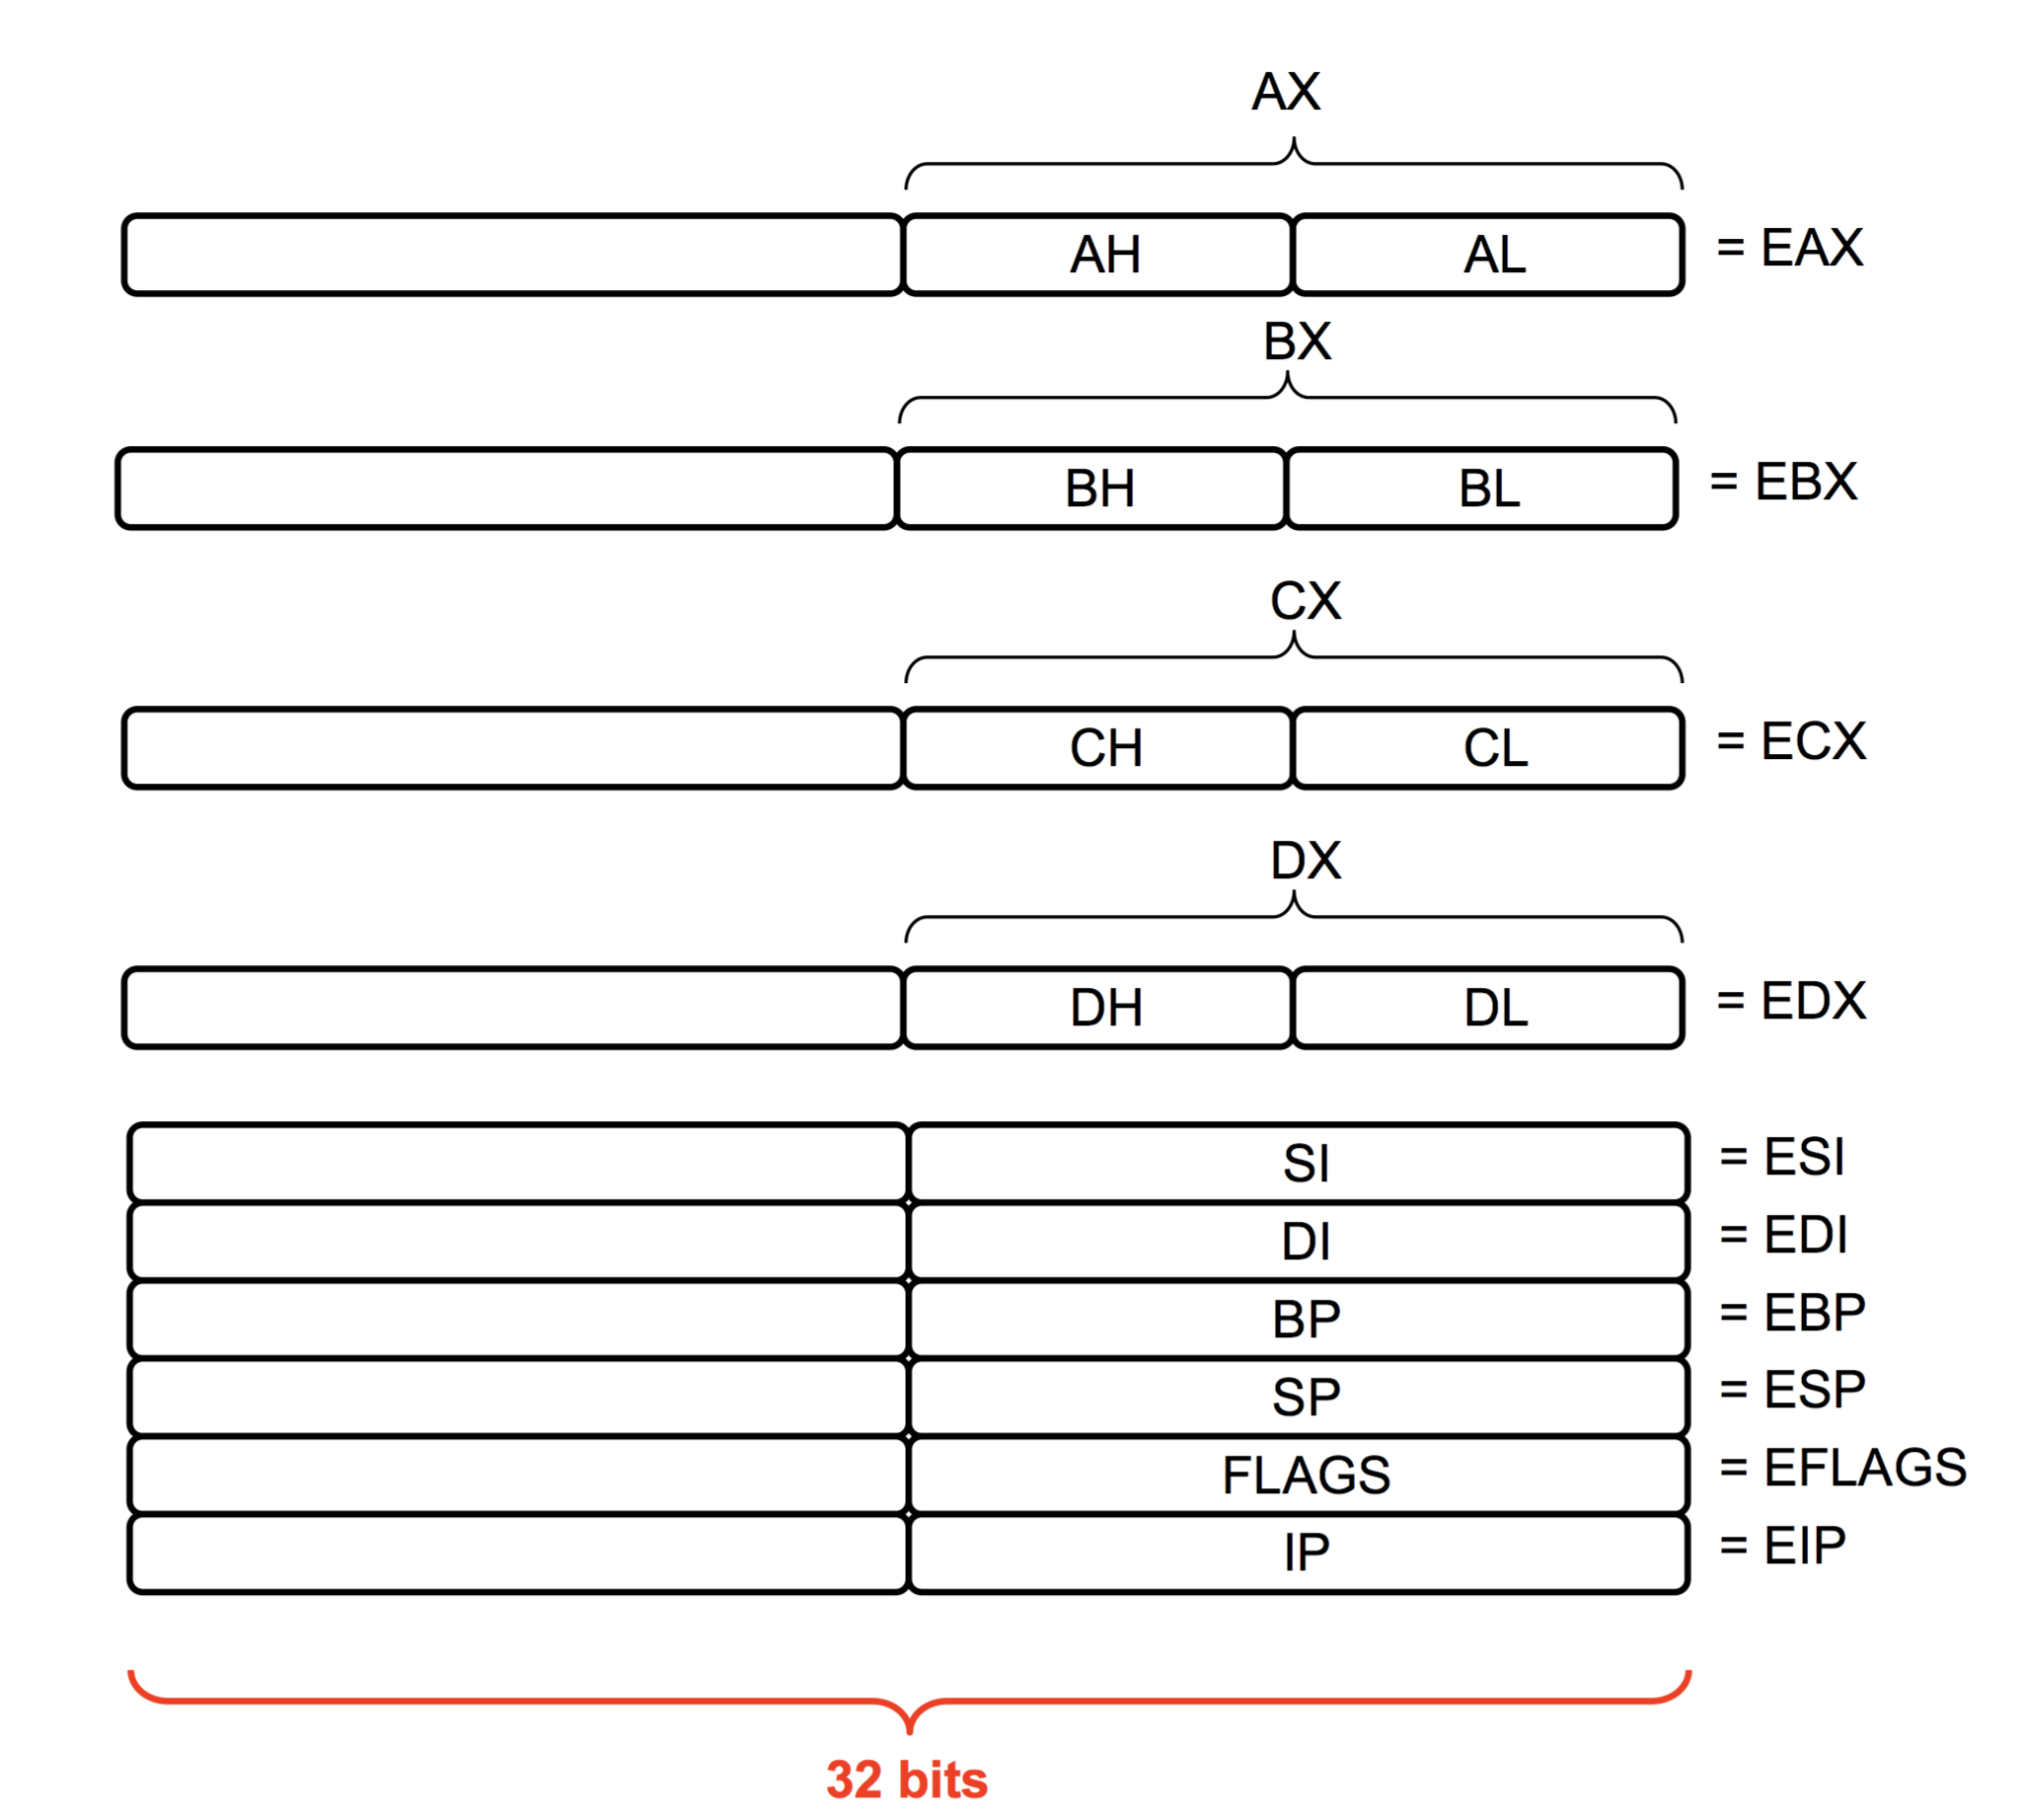 AX
AH AL = EAX
BX
BH BL = EBX
CX
CH CL = ECX
DX
DH DL = EDX
SI = ESI
DI = EDI
BP = EBP
SP = ESP
FLAGS = EFLAGS
IP = EIP
32 bits